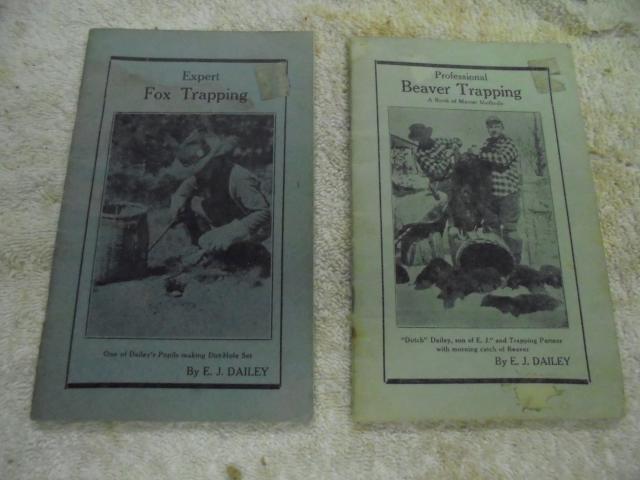 Expert
Fox Trapping
One of Dailey's Pupils making Dirt-Hole Set
By E. J. DAILEY
Professional
Beaver Trapping
A Book of Master Methods
"Dutch" Dailey, son of E. J." and Trapping Partner
with morning catch of Beaver
By E. J. DAILEY